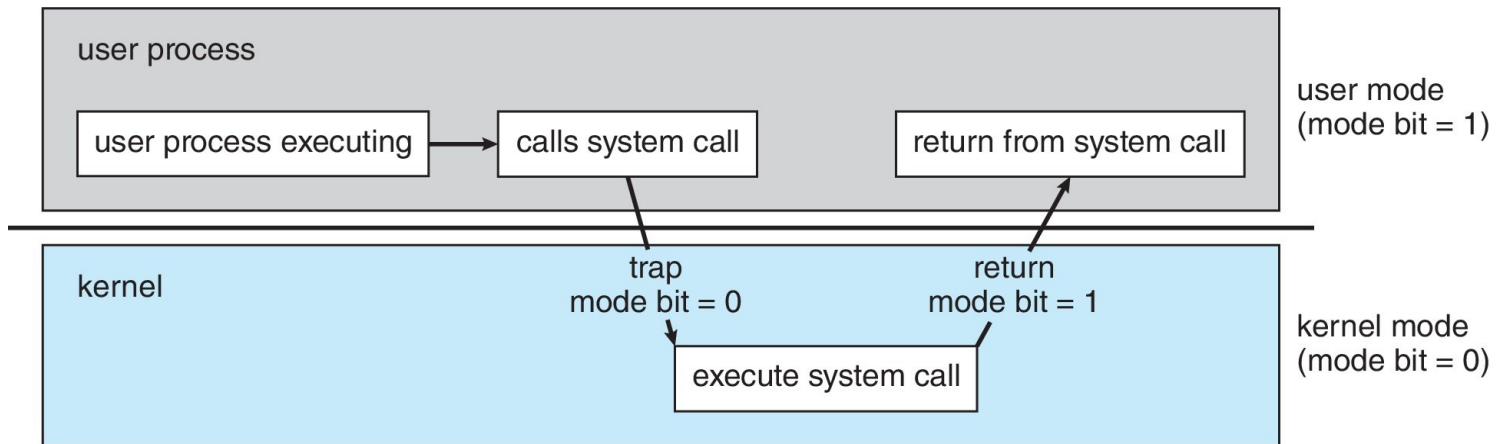 user process
user process executing
calls system call
return from system call
user mode
(mode bit = 1)
kernel
trap
mode bit = 0
return
mode bit = 1
execute system call
kernel mode
(mode bit = 0)